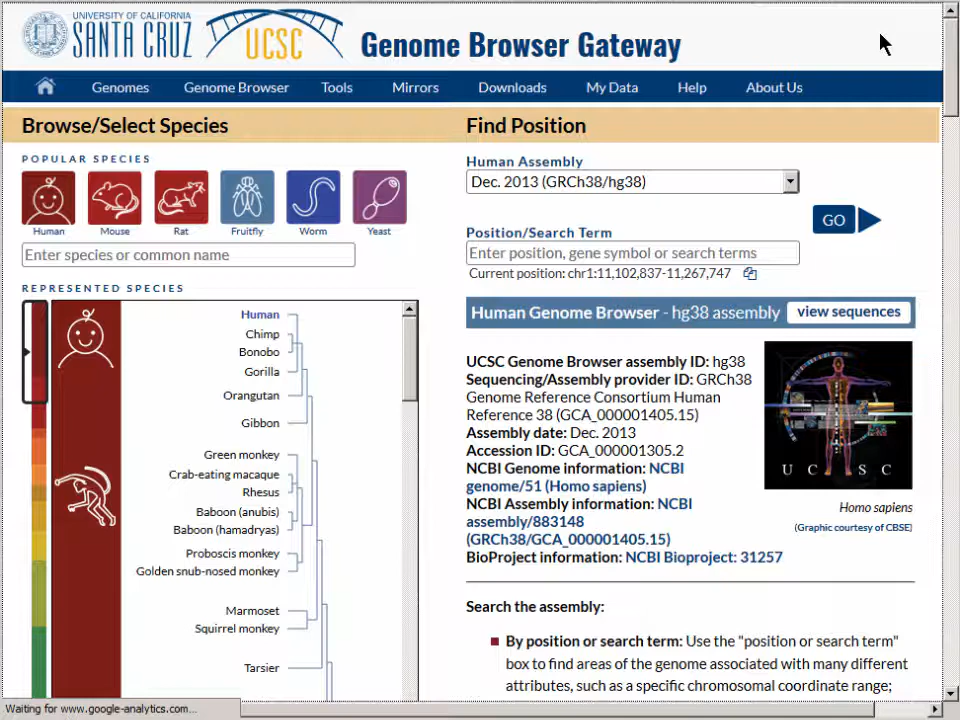 UNIVERSITY OF CALIFORNIA
SANTA CRUZ
UCSC
Genome Browser Gateway
Genomes
Genome Browser
Tools
Mirrors
Downloads
My Data
Help
About Us
Browse/Select Species
POPULAR SPECIES
Human
Mouse
Rat
Fruitfly
Worm
Yeast
Enter species or common name
REPRESENTED SPECIES
Human
Chimp
Bonobo
Gorilla
Orangutan
Gibbon
Green monkey
Crab-eating macaque
Rhesus
Baboon (anubis)
Baboon (hamadryas)
Proboscis monkey
Golden snub-nosed monkey
Marmoset
Squirrel monkey
Tarsier
Find Position
Human Assembly
Dec. 2013 (GRCh38/hg38)
Position/Search Term
GO
Enter position, gene symbol or search terms
Current position: chr1:11,102,837-11,267,747
Human Genome Browser - hg38 assembly
view sequences
UCSC Genome Browser assembly ID: hg38
Sequencing/Assembly provider ID: GRCh38
Genome Reference Consortium Human
Reference 38 (GCA_000001405.15)
Assembly date: Dec. 2013
Accession ID: GCA_000001305.2
NCBI Genome information: NCBI
genome/51 (Homo sapiens)
NCBI Assembly information: NCBI
assembly/883148
(GRCh38/GCA_000001405.15)
BioProject information: NCBI Bioproject: 31257
U C S C
Homo sapiens
(Graphic courtesy of CBSE)
Search the assembly:
By position or search term: Use the "position or search term"
box to find areas of the genome associated with many different
attributes, such as a specific chromosomal coordinate range;
Waiting for www.google-analytics.com...